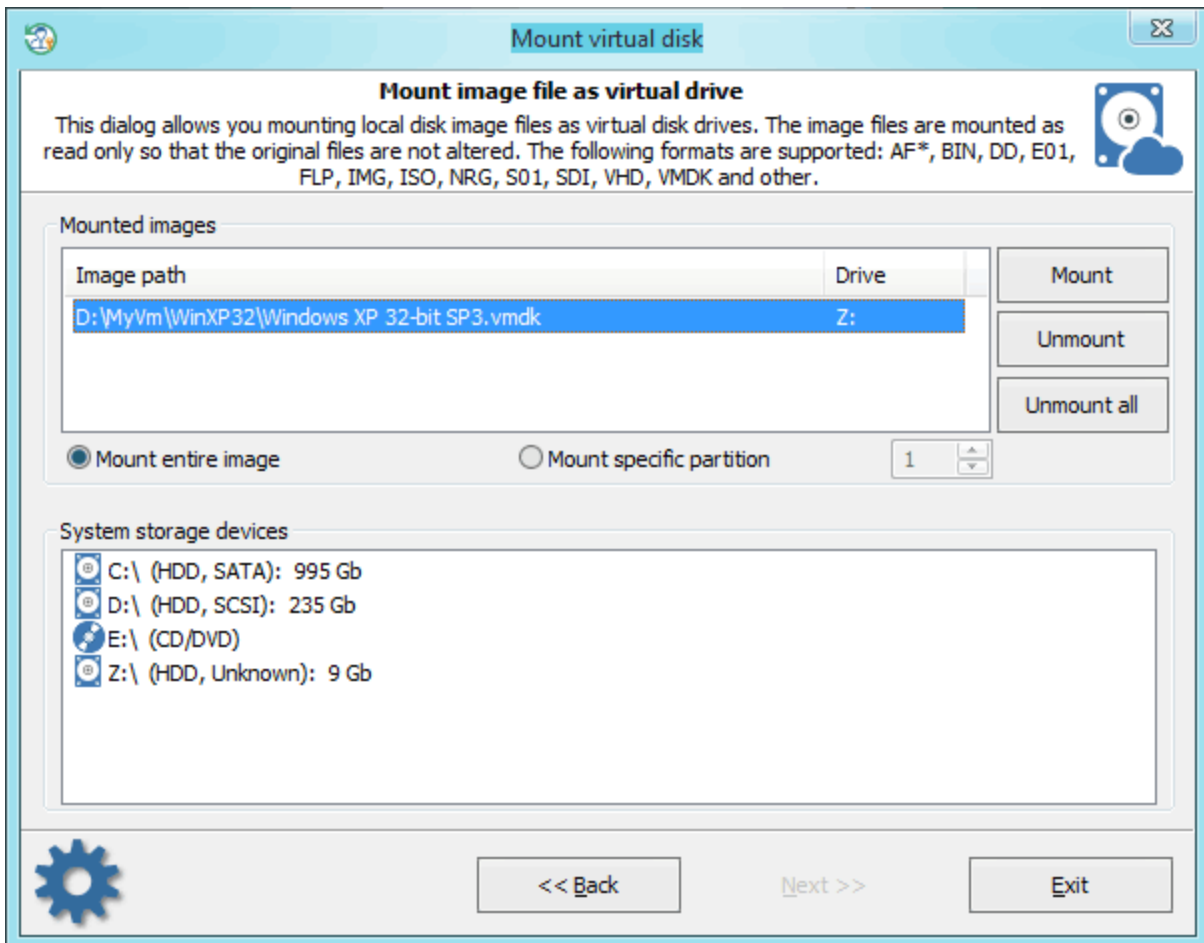 Mount virtual disk
Mount image file as virtual drive
This dialog allows you mounting local disk image files as virtual disk drives. The image files are mounted as
read only so that the original files are not altered. The following formats are supported: AF*, BIN, DD, E01,
FLP, IMG, ISO, NRG, S01, SDI, VHD, VMDK and other.
Mounted images
Image path Drive
Mount
D:\MyVm\WinXP32\Windows XP 32-bit SP3.vmdk Z:
Unmount
Unmount all
Mount entire image Mount specific partition 1
System storage devices
C:\ (HDD, SATA): 995 Gb
D:\ (HDD, SCSI): 235 Gb
E:\ (CD/DVD)
Z:\ (HDD, Unknown): 9 Gb
<< Back Next >> Exit